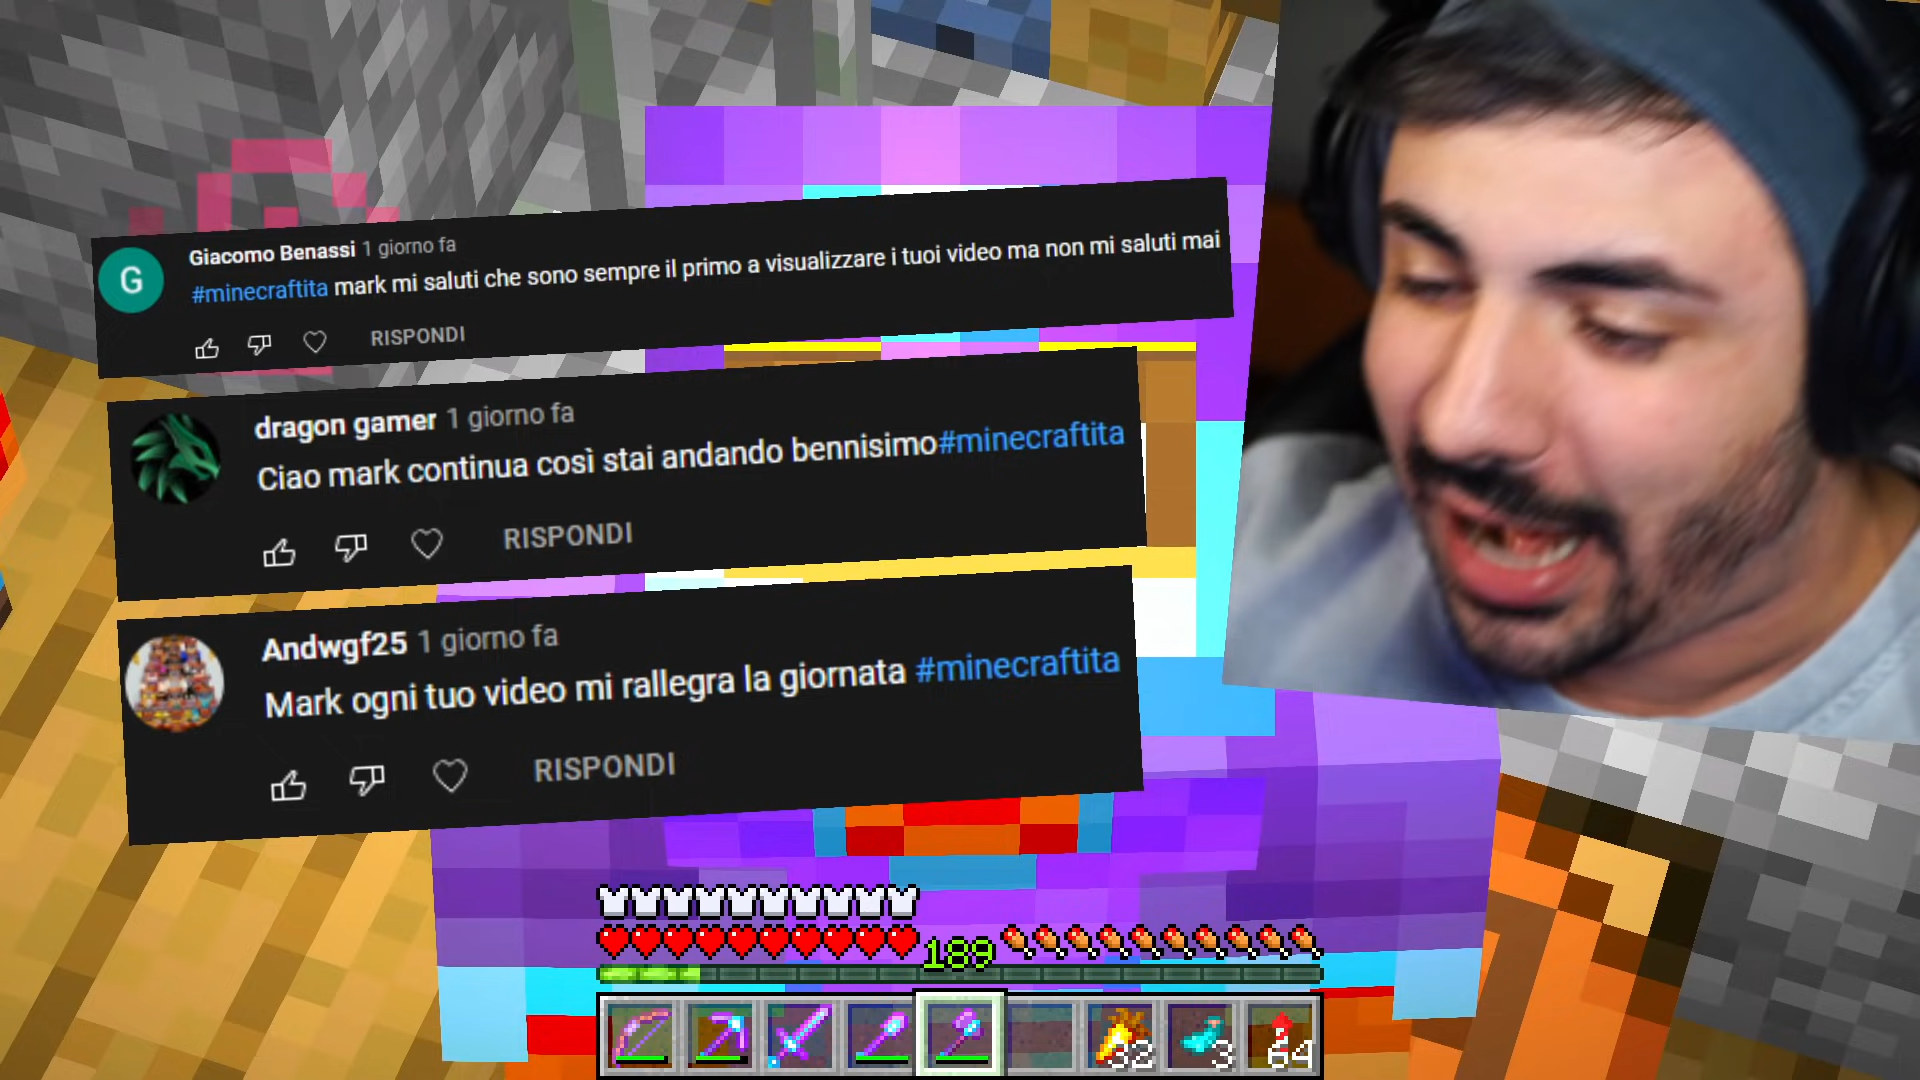 Giacomo Benassi 1 giorno fa
#minecraftita mark mi saluti che sono sempre il primo a visualizzare i tuoi video ma non mi saluti mai
RISPONDI
dragon gamer 1 giorno fa
Ciao mark continua così stai andando bennisimo#minecraftita
RISPONDI
Andwgf25 1 giorno fa
Mark ogni tuo video mi rallegra la giornata #minecraftita
RISPONDI
G
189
32
3
64